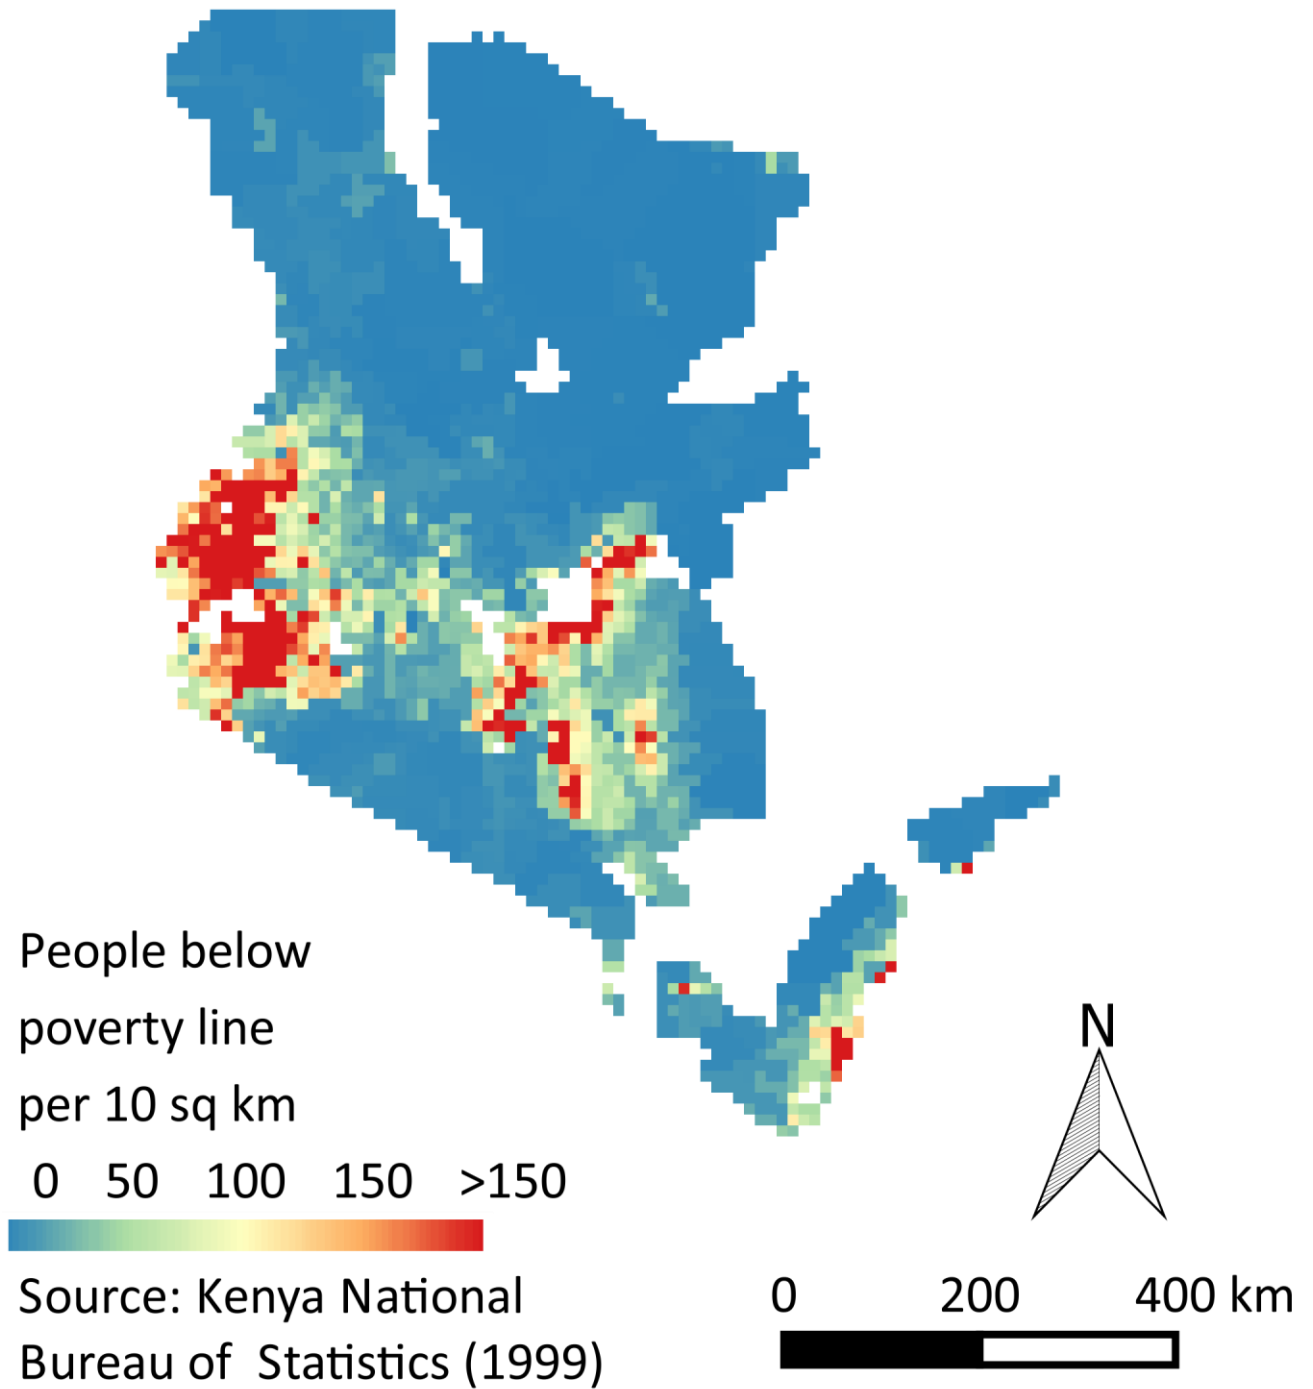 People below
poverty line
per 10 sq km
0 50 100 150 >150
Source: Kenya National
Bureau of Statistics (1999)
N
0 200 400 km